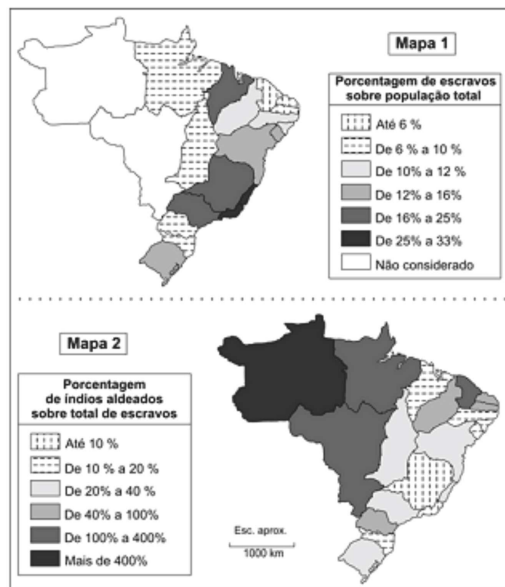 Mapa 1
Porcentagem de escravos
sobre população total
Até 6 %
De 6 % a 10 %
De 10% a 12 %
De 12% a 16%
De 16% a 25%
De 25% a 33%
Não considerado
Mapa 2
Porcentagem
de índios aldeados
sobre total de escravos
Até 10 %
De 10 % a 20 %
De 20% a 40 %
De 40% a 100%
De 100% a 400%
Mais de 400%
Esc. aprox.
1000 km